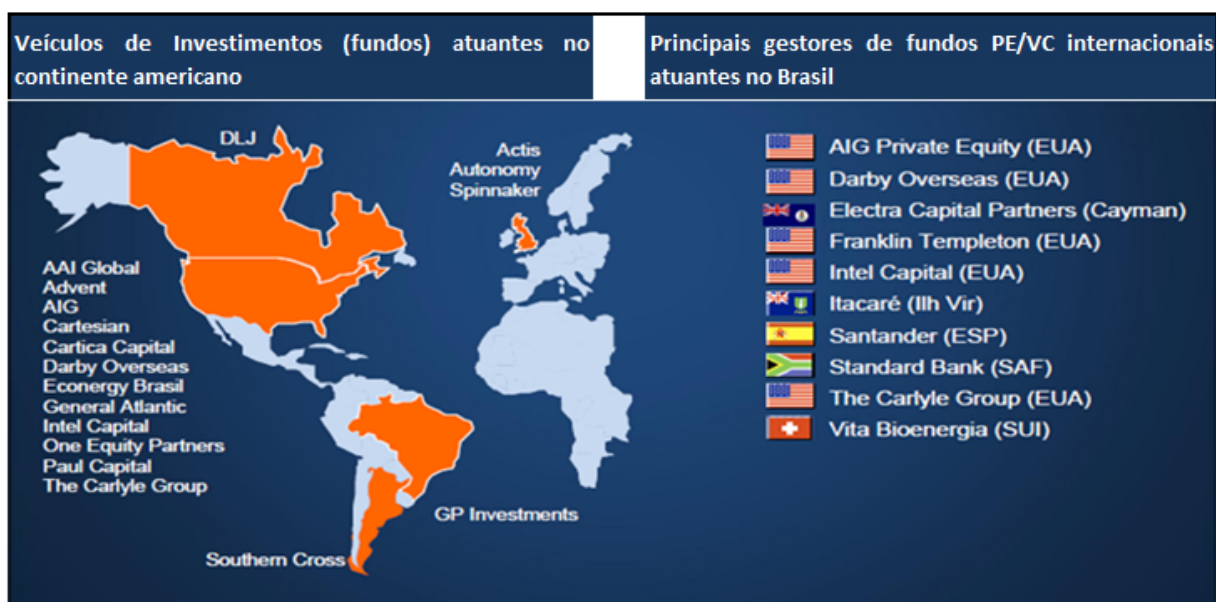 Veículos de Investimentos (fundos) atuantes no
continente americano
Principais gestores de fundos PE/VC internacionais
atuantes no Brasil
DLJ
Actis
Autonomy
Spinnaker
AAI Global
Advent
AIG
Cartesian
Cartica Capital
Darby Overseas
Econergy Brasil
General Atlantic
Intel Capital
One Equity Partners
Paul Capital
The Carlyle Group
GP Investments
Southern Cross
AIG Private Equity (EUA)
Darby Overseas (EUA)
Electra Capital Partners (Cayman)
Franklin Templeton (EUA)
Intel Capital (EUA)
Itacaré (Ilh Vir)
Santander (ESP)
Standard Bank (SAF)
The Carlyle Group (EUA)
Vita Bioenergia (SUI)